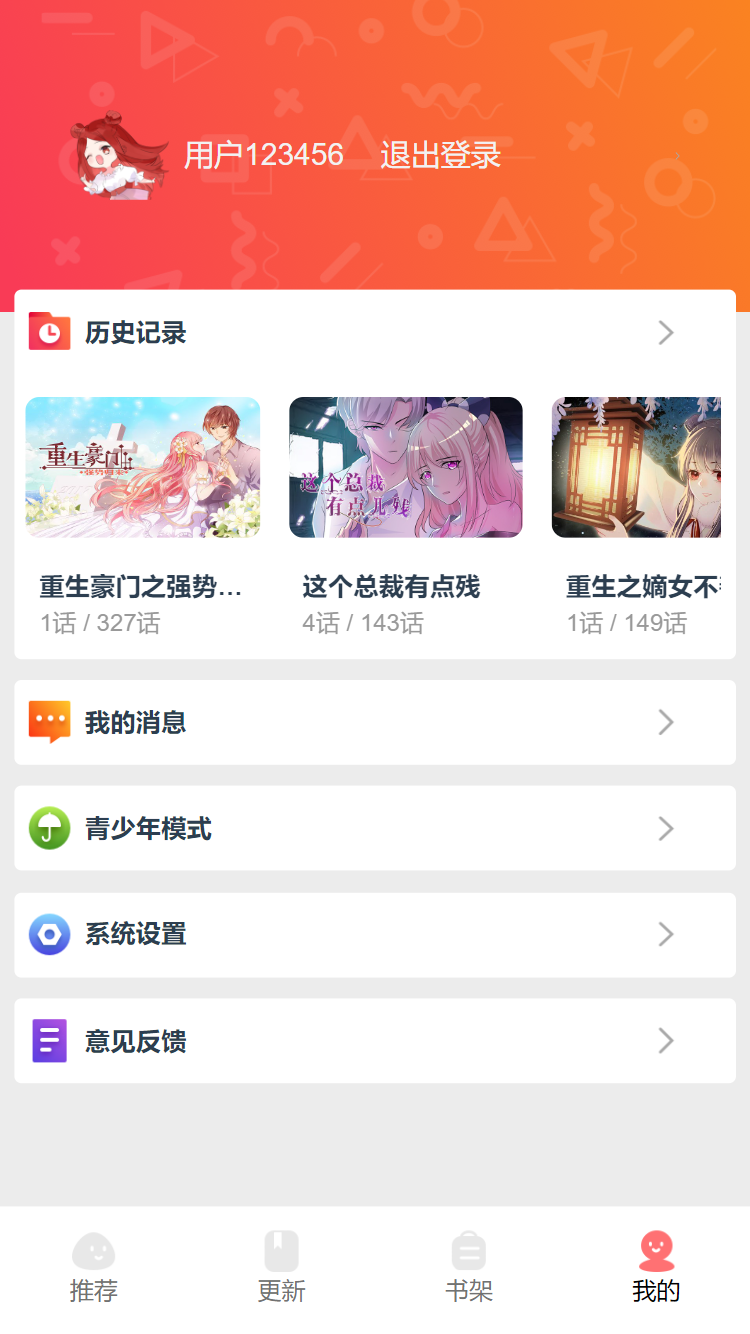 用户123456 退出登录
历史记录
重生豪门
强势归来
这个总裁
有点儿残
重生豪门之强势...
这个总裁有点残
重生之嫡女不
1话 / 327话
4话 / 143话
1话 / 149话
我的消息
青少年模式
系统设置
意见反馈
推荐
更新
书架
我的